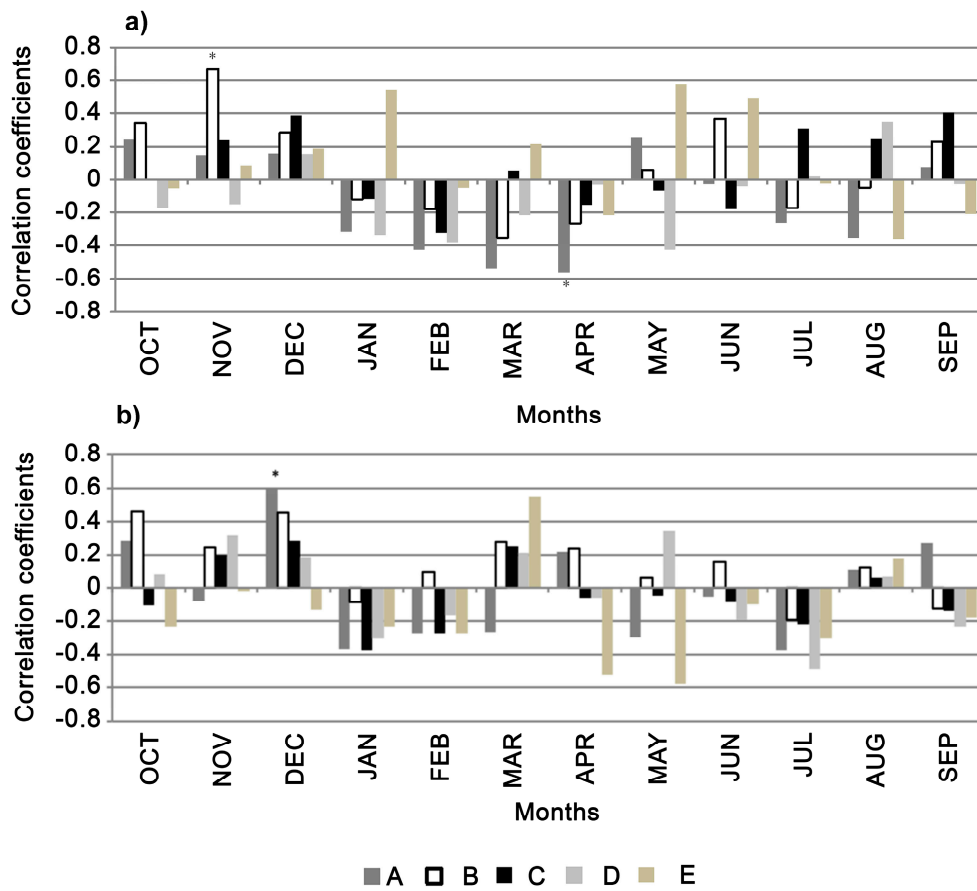 a)
Correlation coefficients
0.8
0.6
0.4
0.2
0
-0.2
-0.4
-0.6
-0.8
*
*
OCT NOV DEC JAN FEB MAR APR MAY JUN JUL AUG SEP
Months
b)
Correlation coefficients
0.8
0.6
0.4
0.2
0
-0.2
-0.4
-0.6
-0.8
*
OCT NOV DEC JAN FEB MAR APR MAY JUN JUL AUG SEP
Months
A B C D E